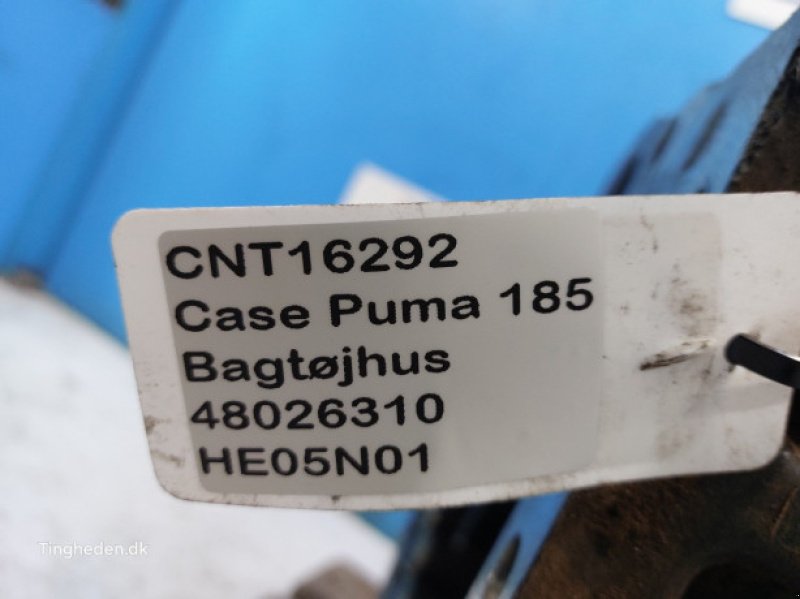 CNT16292
Case Puma 185
Bagtøjhus
48026310
HE05N01
Tingheden.dk